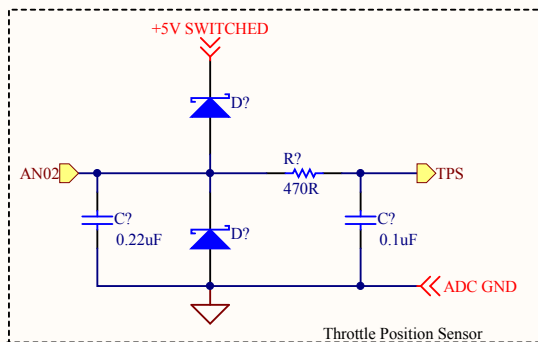 +5V SWITCHED
D?
AN02
R?
470R
TPS
C?
0.22uF
D?
C?
0.1uF
ADC GND
Throttle Position Sensor